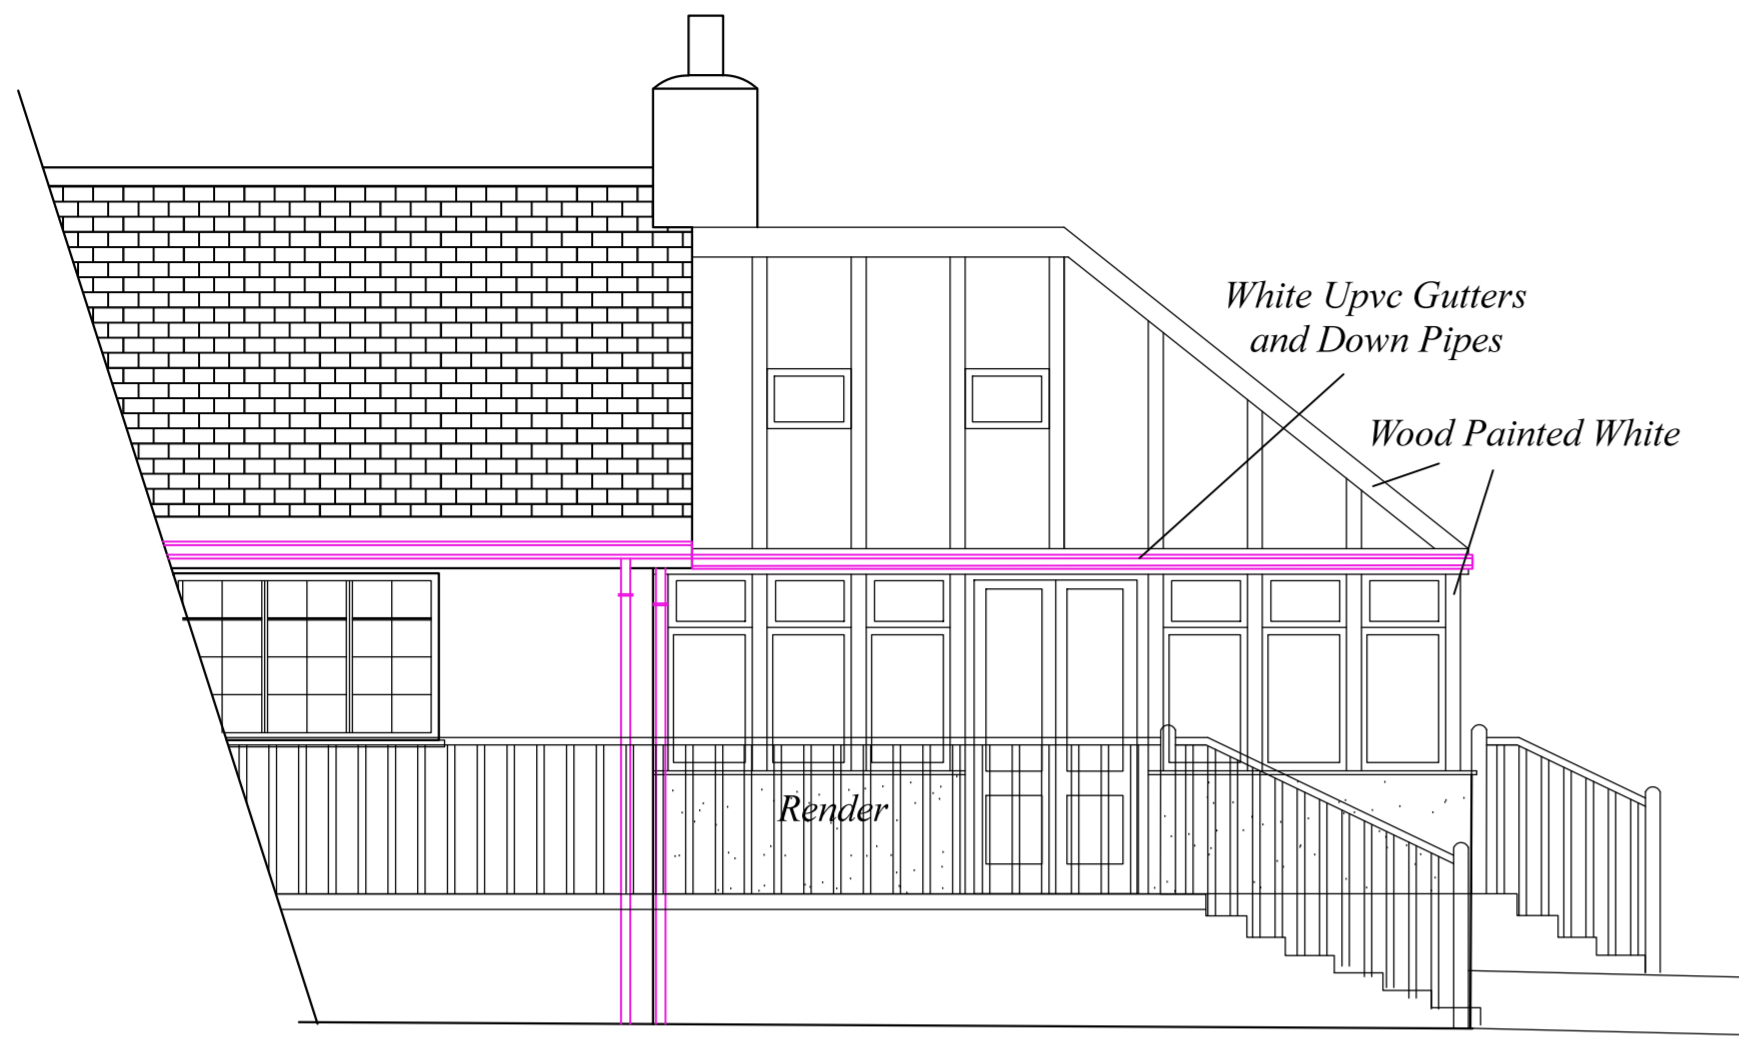 White Upvc Gutters
and Down Pipes
Wood Painted White
Render